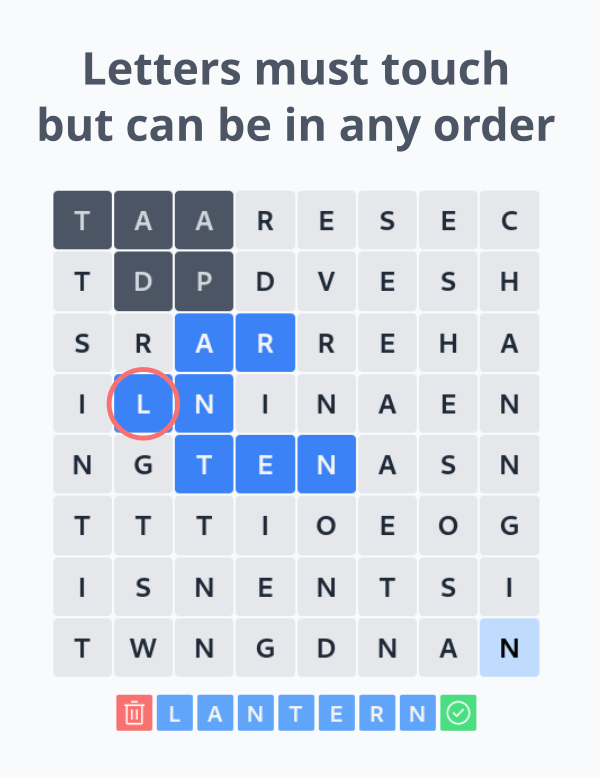 Letters must touch
but can be in any order
T A A R E S E C
T D P D V E S H
S R A R R E H A
I L N I N A E N
N G T E N A S N
T T T I O E O G
I S N E N T S I
T W N G D N A N
L A N T E R N